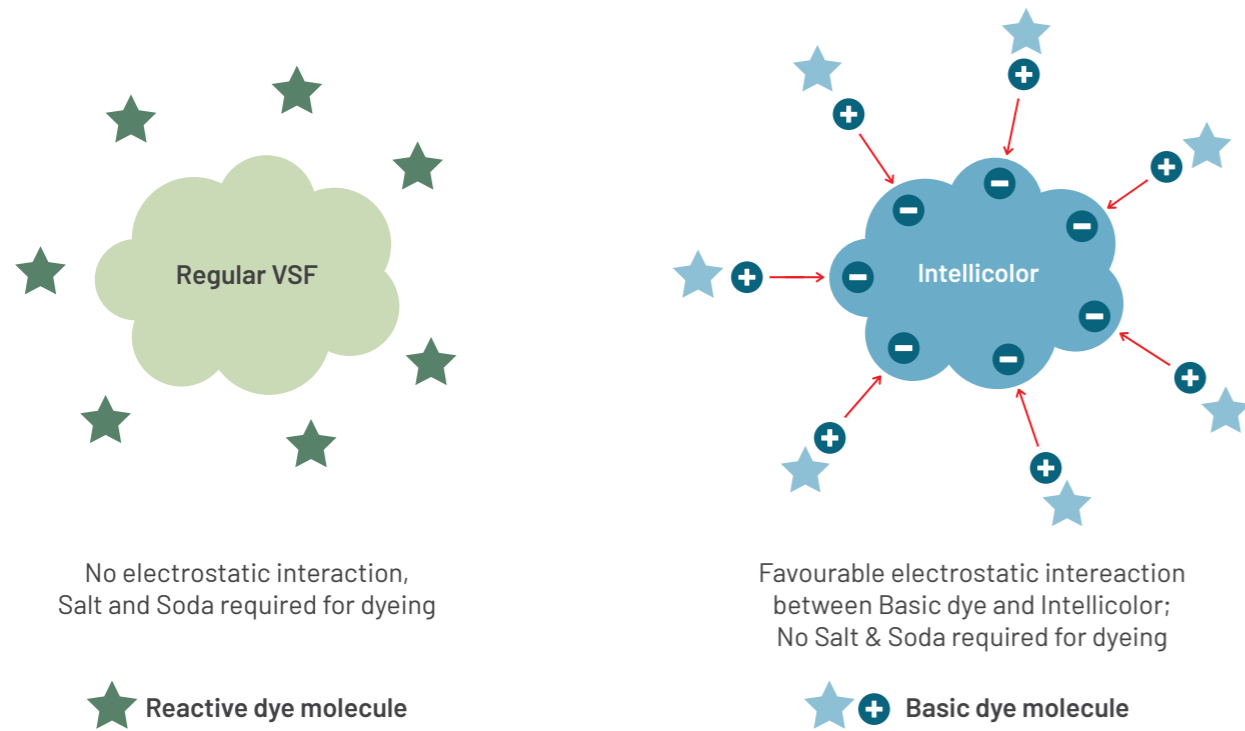 Regular VSF
No electrostatic interaction,
Salt and Soda required for dyeing
Reactive dye molecule
Intellicolor
Favourable electrostatic intereaction
between Basic dye and Intellicolor;
No Salt & Soda required for dyeing
Basic dye molecule